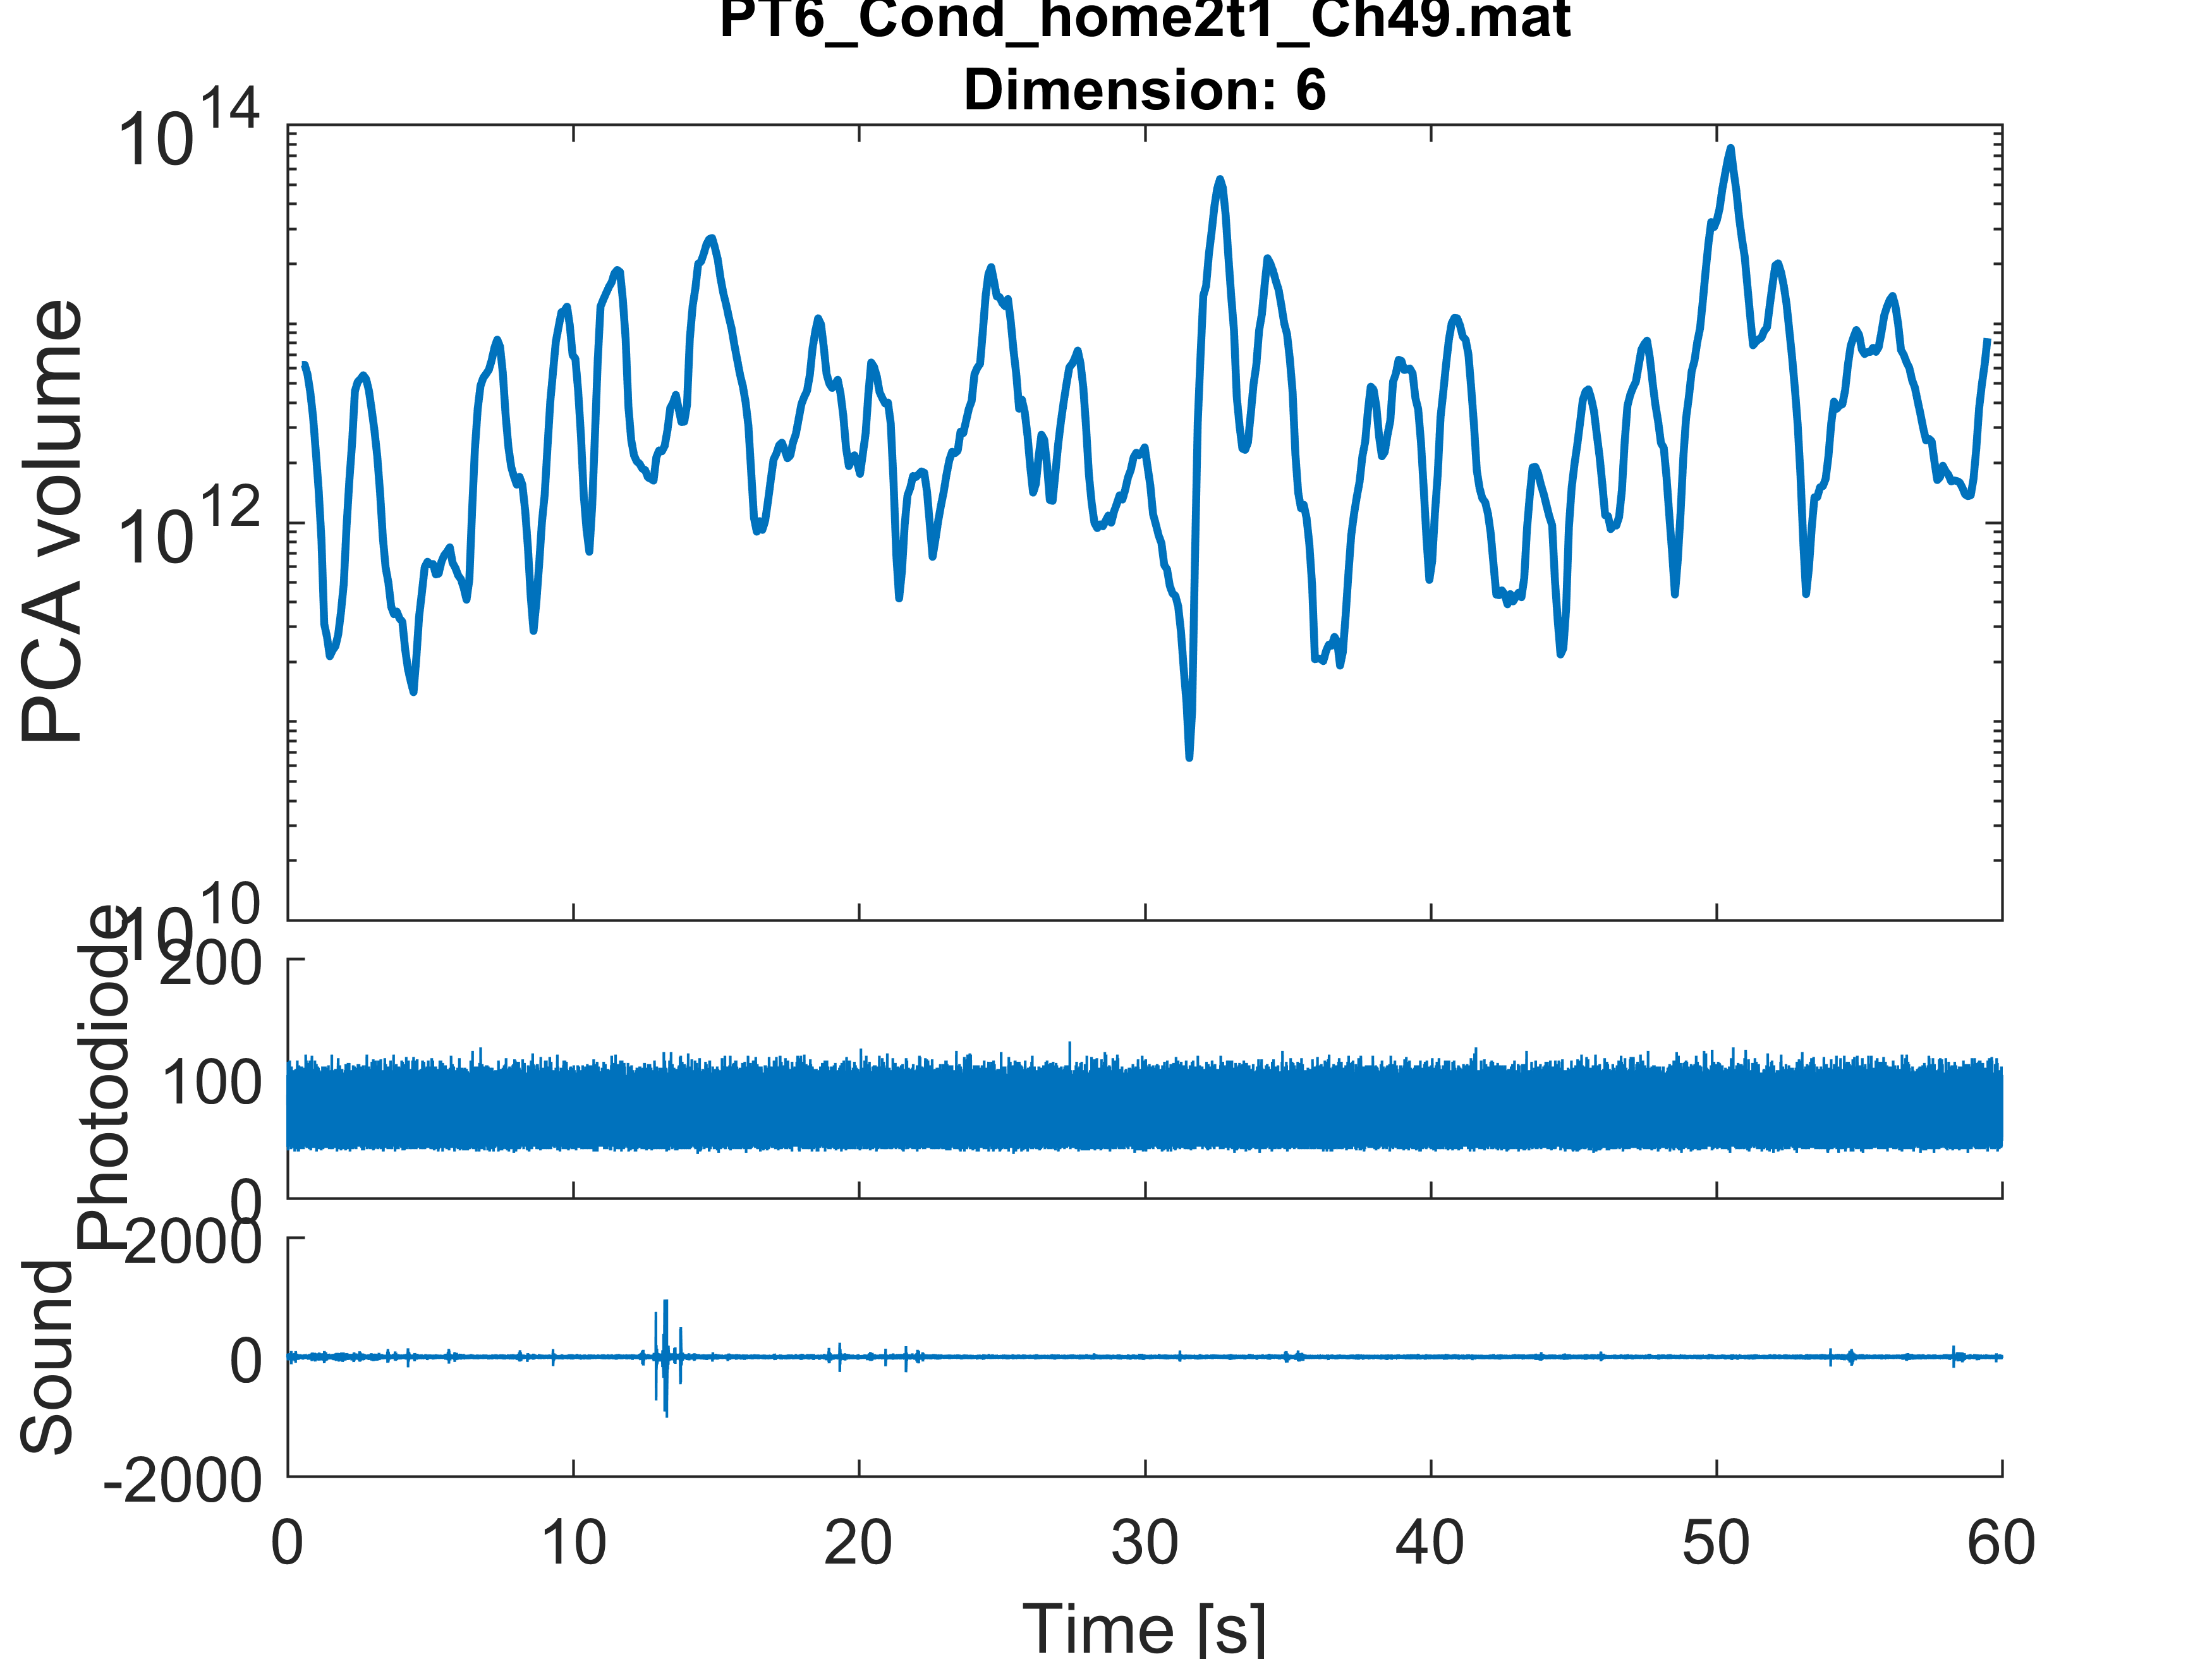 PT6_Cond_home2t1_Ch49.mat
Dimension: 6
10^14
10^12
10^10
PCA volume
200
100
0
Photodiode
2000
0
-2000
Sound
0 10 20 30 40 50 60
Time [s]